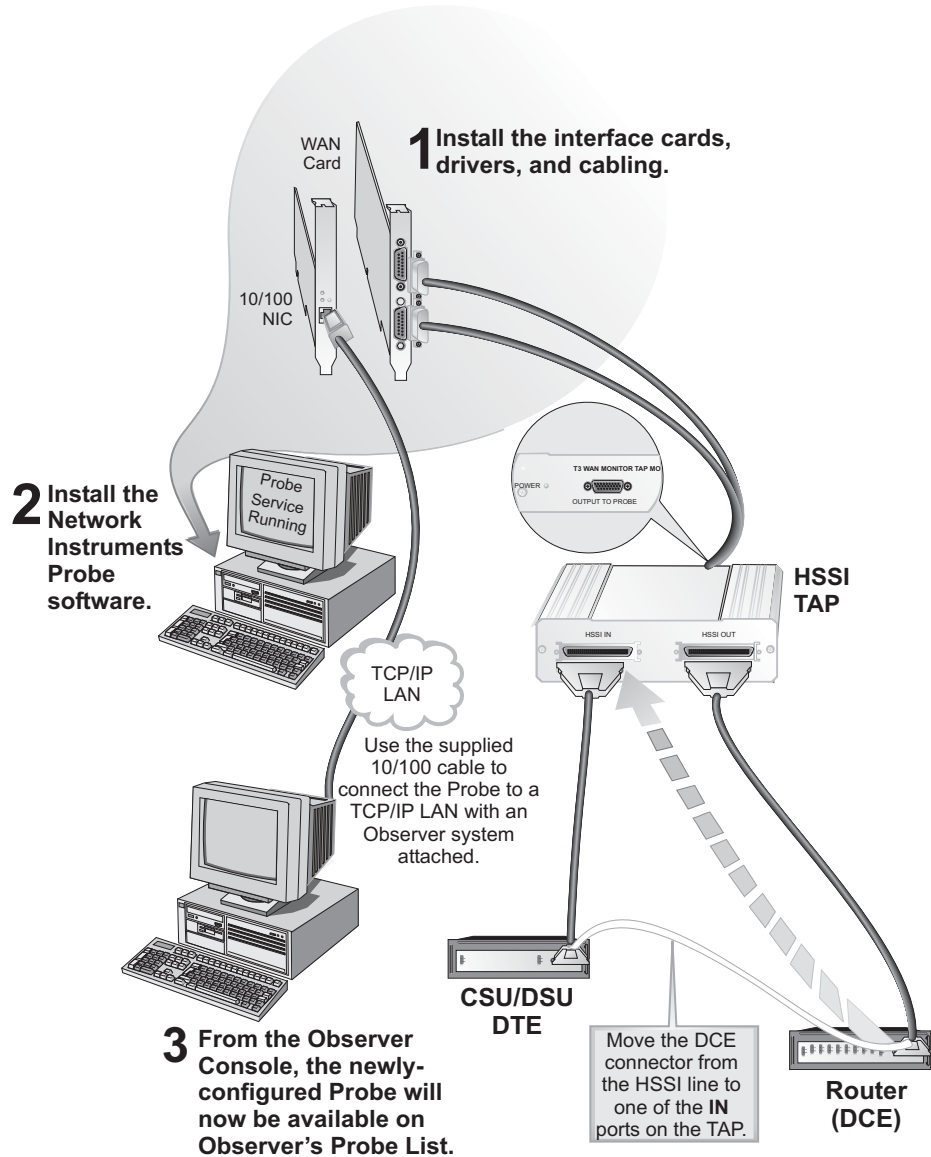 WAN
Card
1 Install the interface cards,
drivers, and cabling.
10/100
NIC
T3 WAN MONITOR TAP MO
POWER
OUTPUT TO PROBE
2 Install the
Network
Instruments
Probe
software.
Probe
Service
Running
HSSI
TAP
HSSI IN
HSSI OUT
TCP/IP
LAN
Use the supplied
10/100 cable to
connect the Probe to a
TCP/IP LAN with an
Observer system
attached.
CSU/DSU
DTE
Move the DCE
connector from
the HSSI line to
one of the IN
ports on the TAP.
Router
(DCE)
3 From the Observer
Console, the newly-
configured Probe will
now be available on
Observer's Probe List.